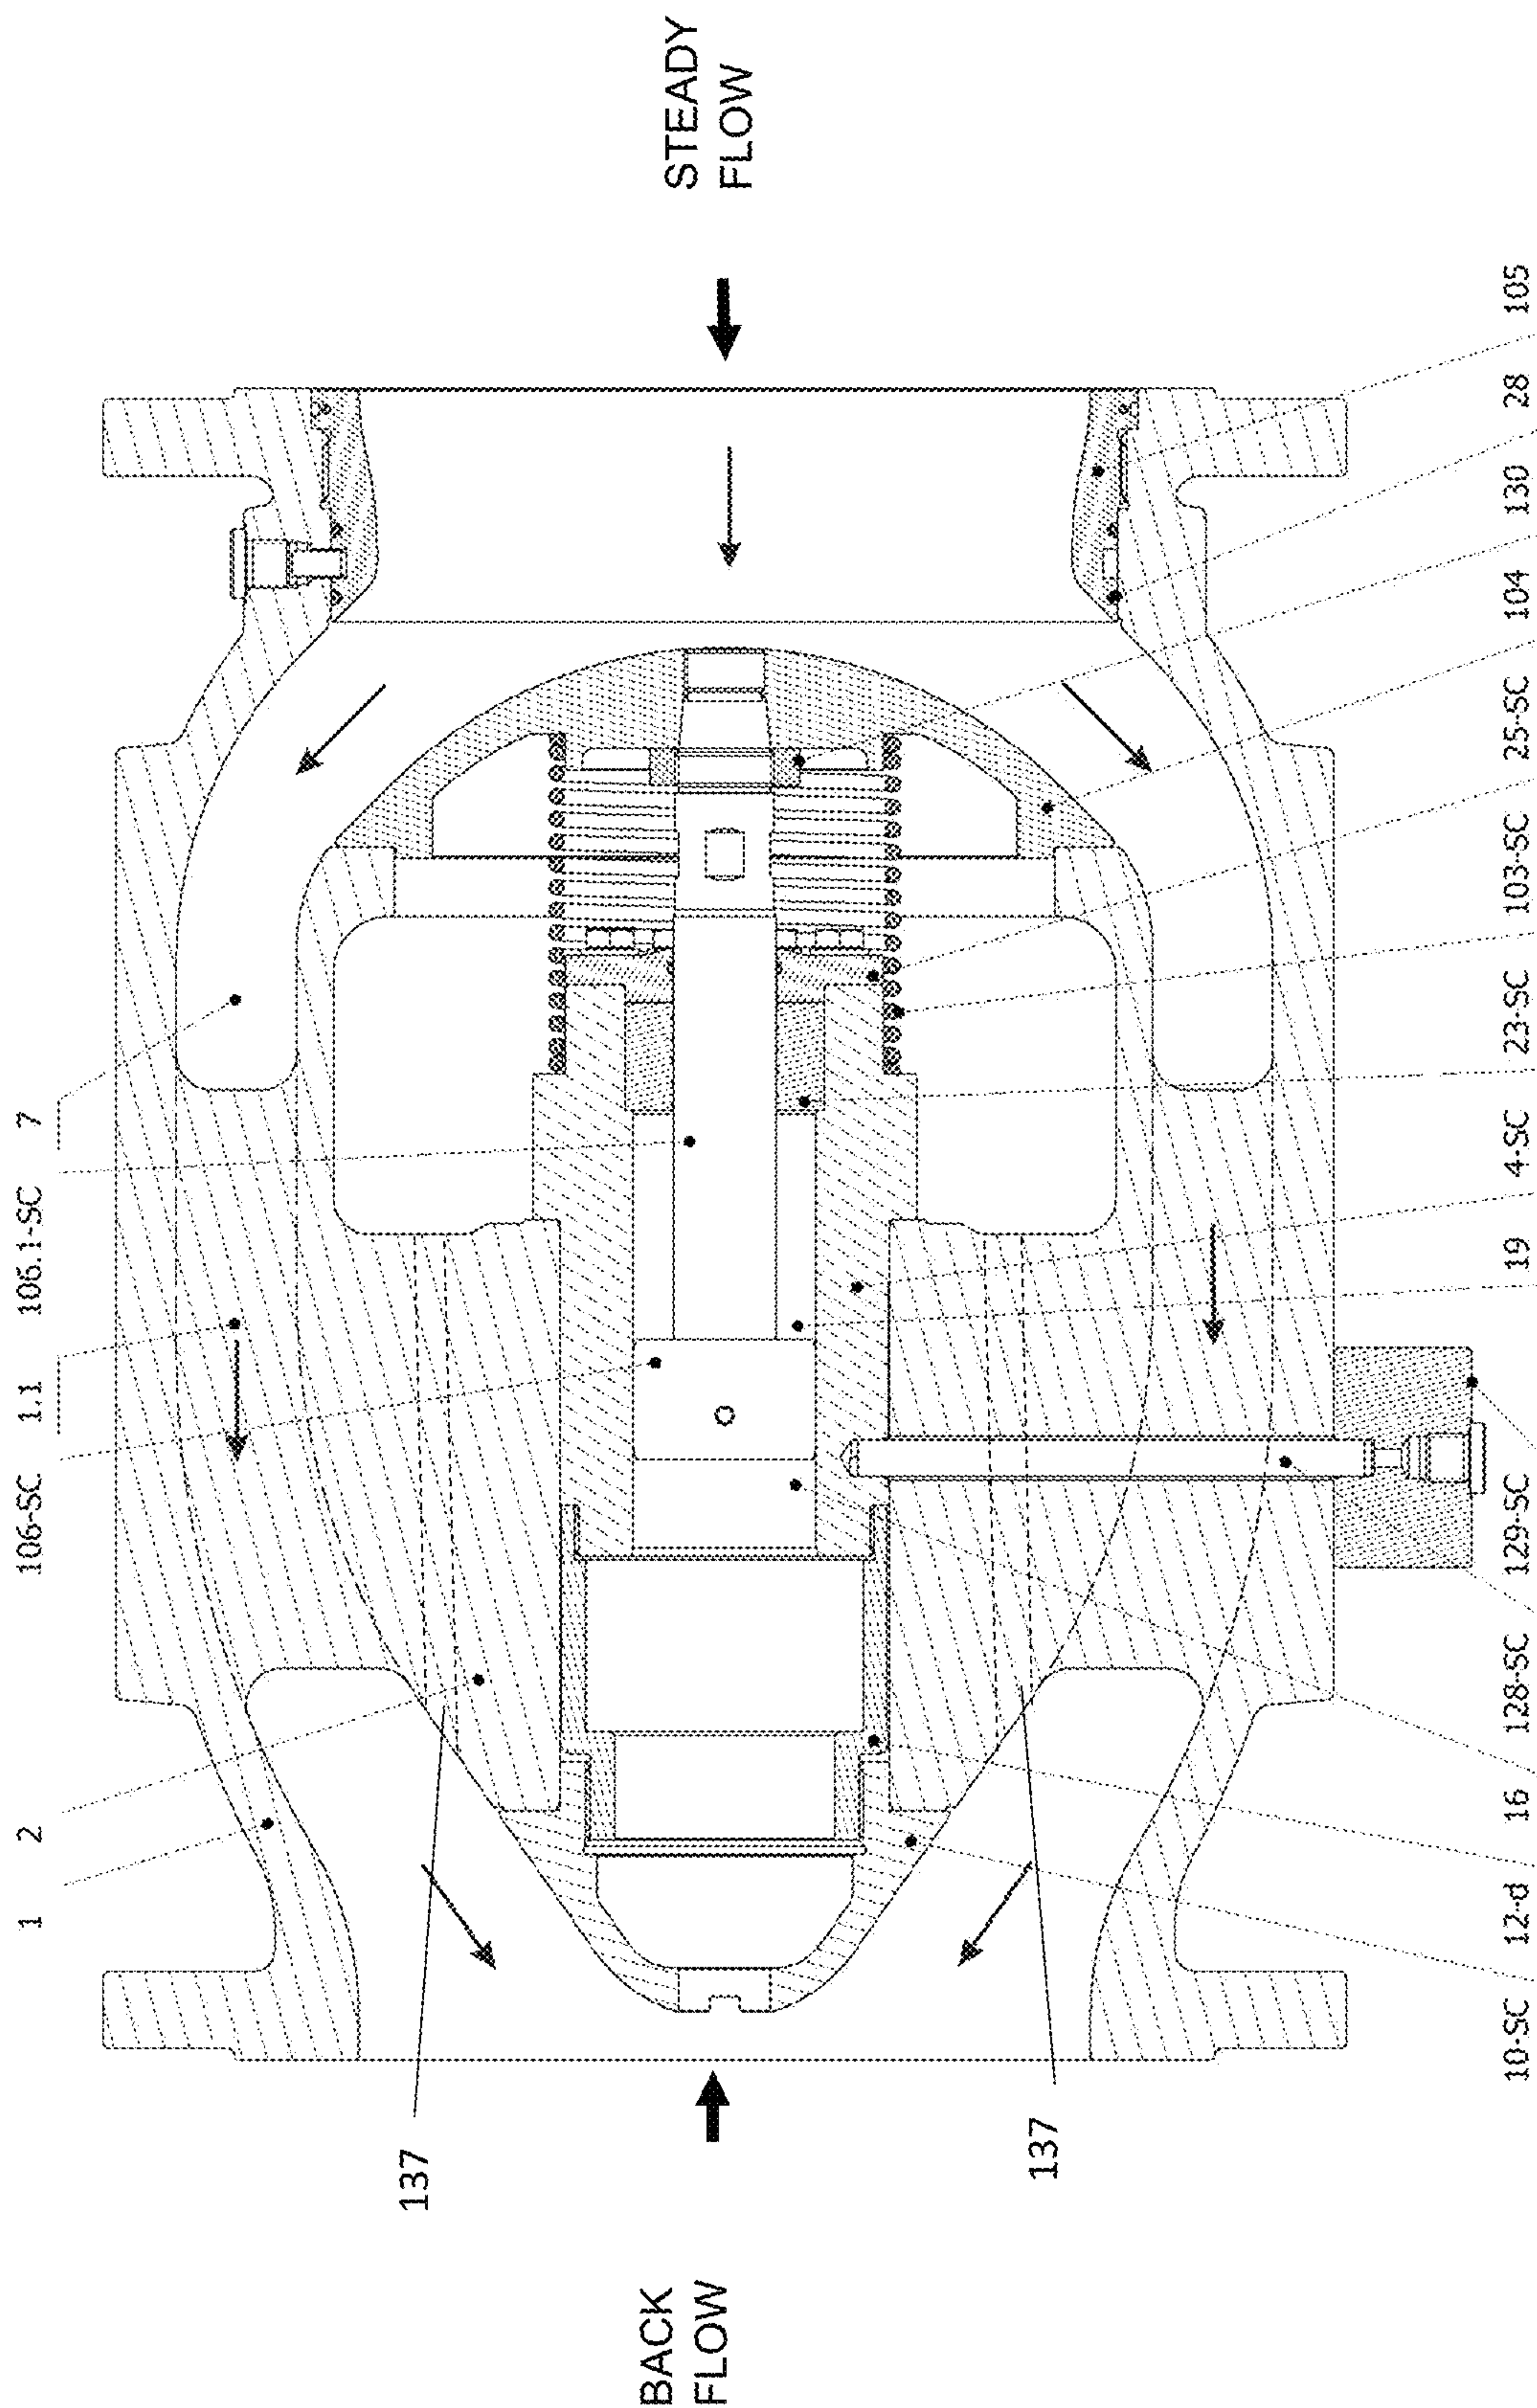 1
2
106-SC
1.1
106.1-SC
7
137
BACK
FLOW
STEADY
FLOW
137
10-SC
12-d
16
128-SC
129-SC
19
4-SC
23-SC
103-SC
25-SC
104
130
28
105